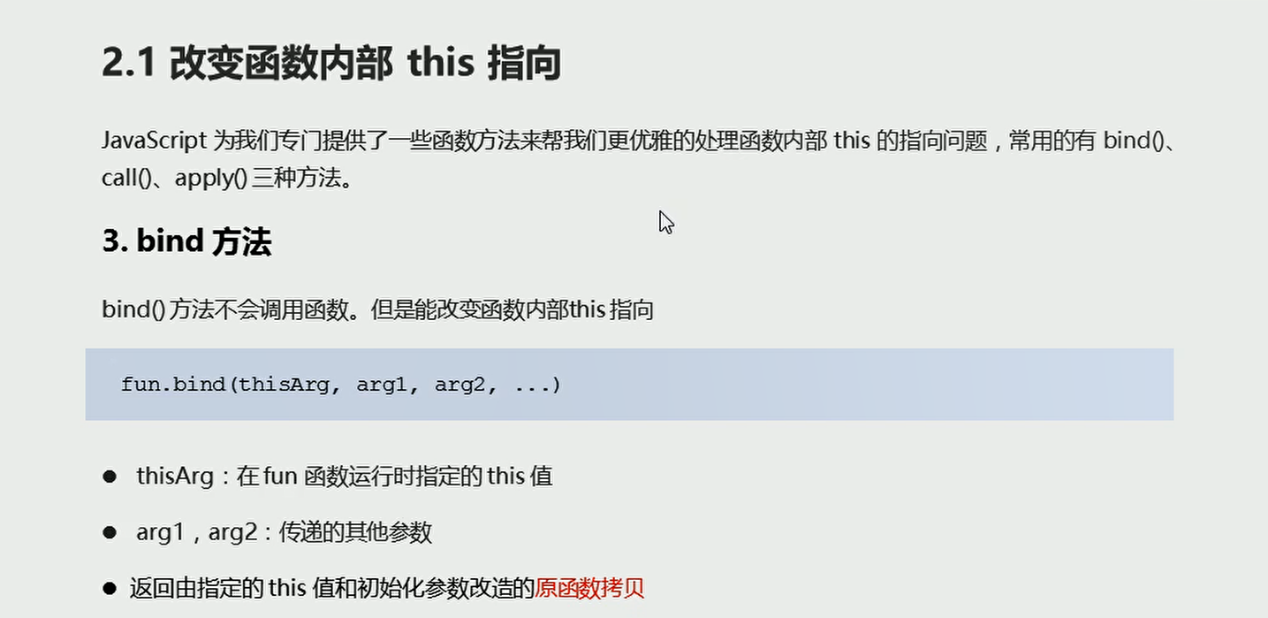 2.1 改变函数内部 this 指向
JavaScript 为我们专门提供了一些函数方法来帮我们更优雅的处理函数内部 this 的指向问题，常用的有 bind()、
call()、apply() 三种方法。
3. bind 方法
bind() 方法不会调用函数。但是能改变函数内部this 指向
fun.bind(thisArg, arg1, arg2, ...)
● thisArg：在 fun 函数运行时指定的 this 值
● arg1，arg2：传递的其他参数
● 返回由指定的 this 值和初始化参数改造的原函数拷贝